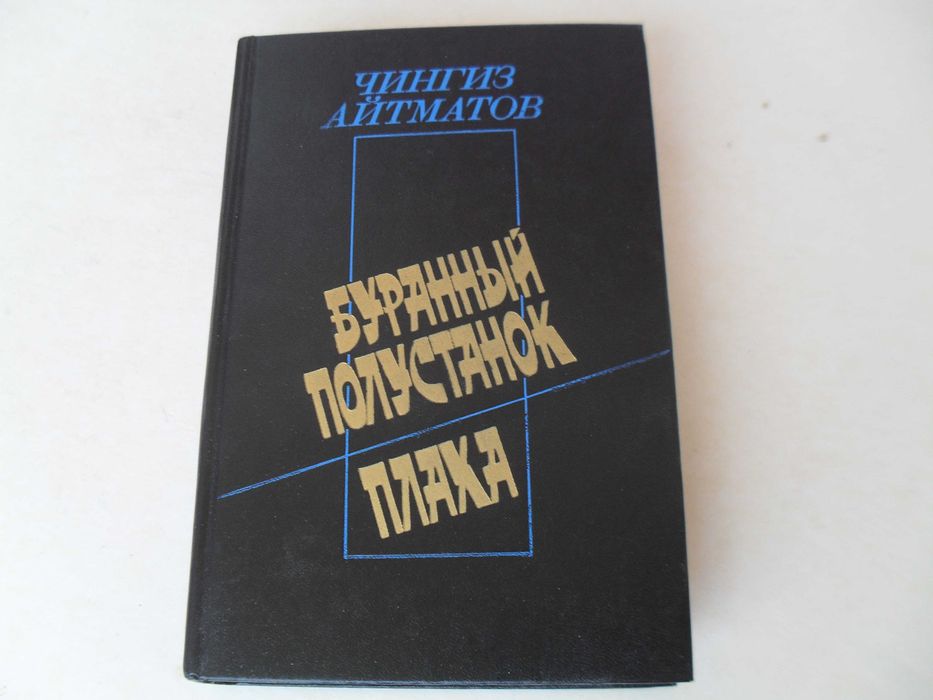 ЧИНГИЗ
АЙТМАТОВ
БУРАННЫЙ
ПОЛУСТАНОК
ПЛАХА